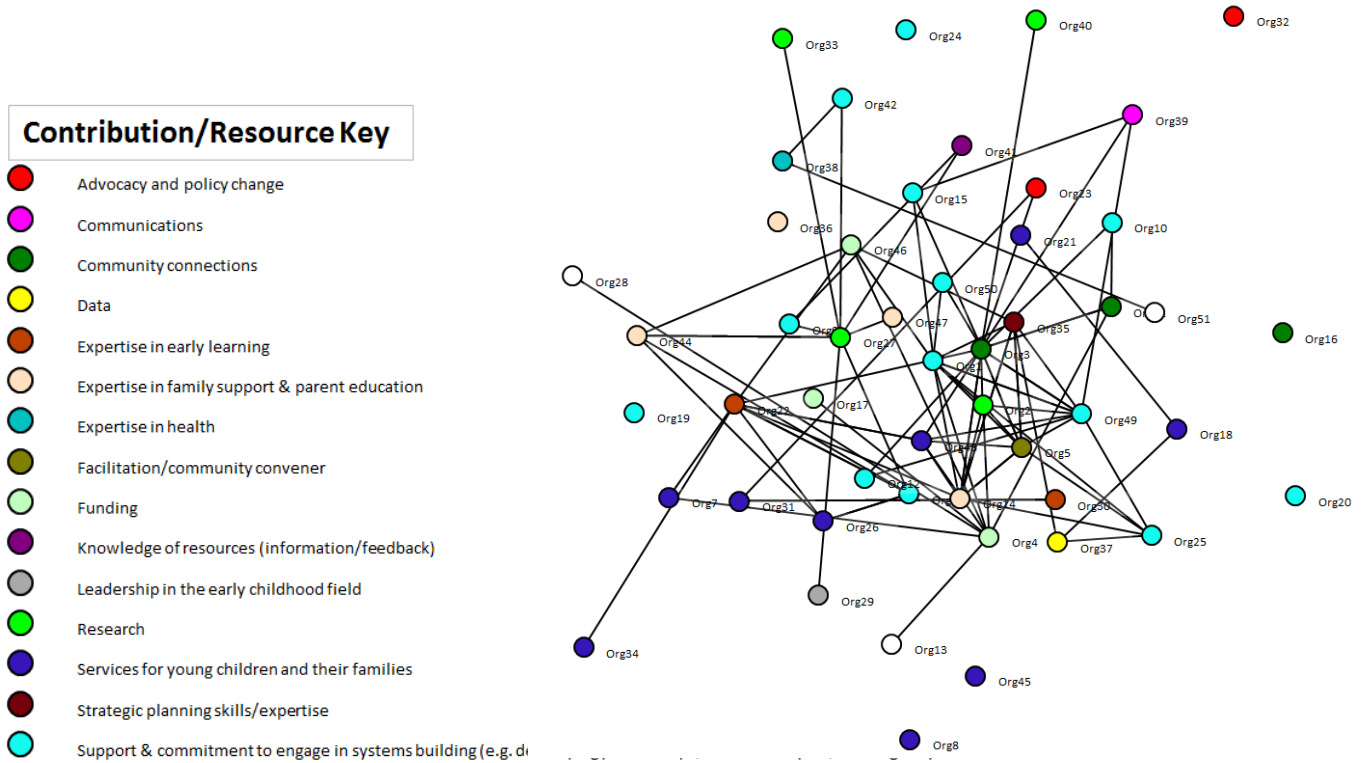 Contribution/Resource Key
Advocacy and policy change
Communications
Community connections
Data
Expertise in early learning
Expertise in family support & parent education
Expertise in health
Facilitation/community convener
Funding
Knowledge of resources (information/feedback)
Leadership in the early childhood field
Research
Services for young children and their families
Strategic planning skills/expertise
Support & commitment to engage in systems building (e.g.
Org32
Org40
Org24
Org33
Org42
Org39
Org41
Org38
Org23
Org15
Org36
Org10
Org21
Org46
Org28
Org50
Org51
Org47
Org35
Org16
Org44
Org27
Org3
Org1
Org17
Org22
Org2
Org19
Org49
Org18
Org5
Org12
Org20
Org7
Org31
Org14
Org30
Org26
Org4
Org37
Org25
Org29
Org13
Org34
Org45
Org8